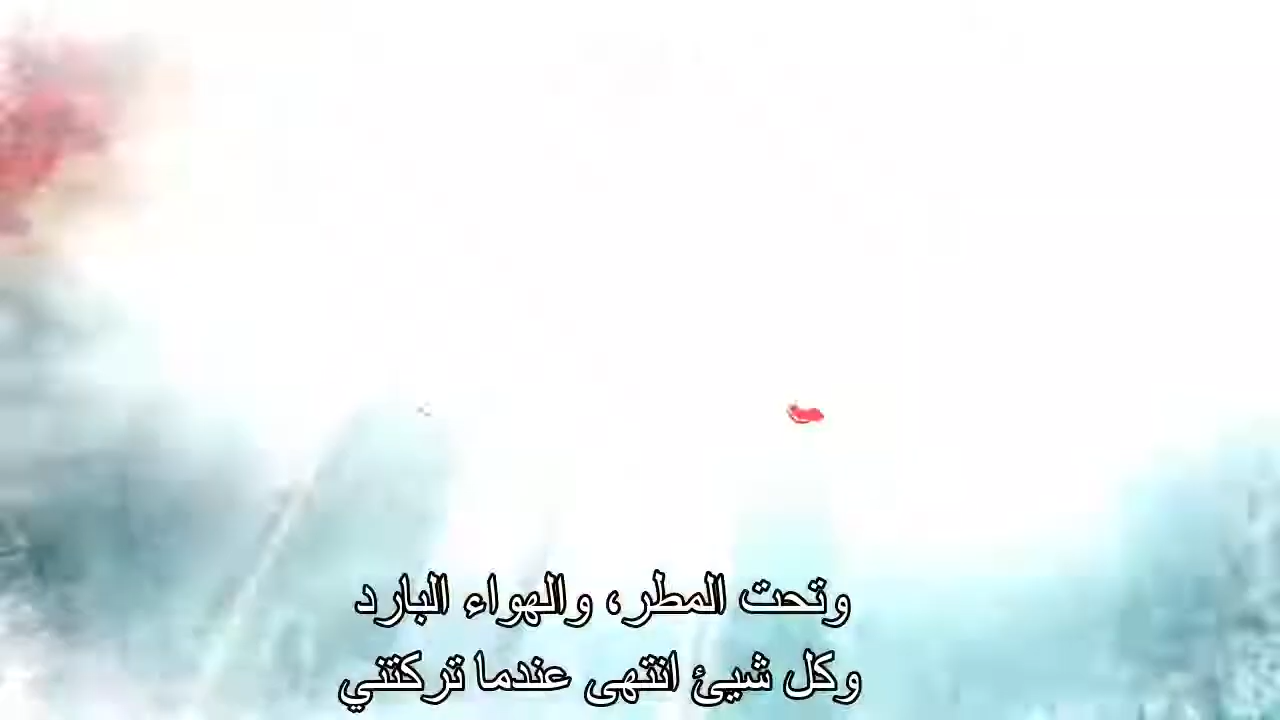 وتحت المطر، والهواء البارد
وكل شيئ انتهى عندما تركتني